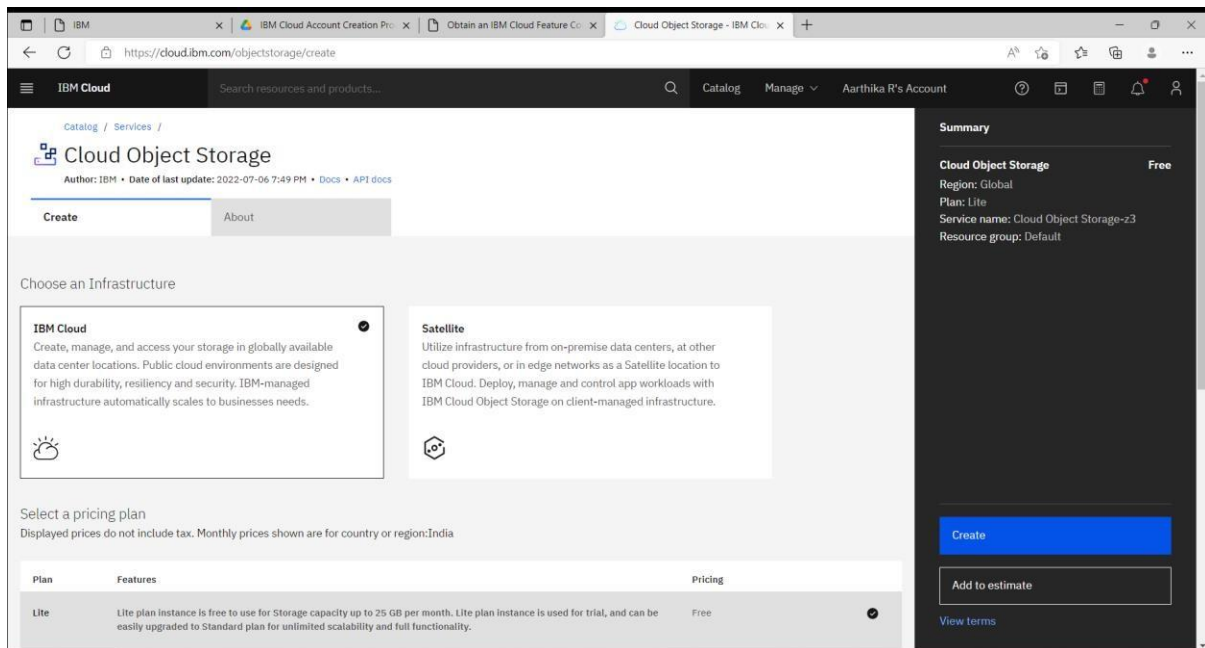 IBM
IBM Cloud Account Creation Pro
Obtain an IBM Cloud Feature Co
Cloud Object Storage - IBM Clou
https://cloud.ibm.com/objectstorage/create
IBM Cloud
Search resources and products...
Catalog
Manage
Aarthika R's Account
Catalog / Services /
Cloud Object Storage
Author: IBM • Date of last update: 2022-07-06 7:49 PM • Docs • API docs
Create
About
Choose an Infrastructure
IBM Cloud
Create, manage, and access your storage in globally available
data center locations. Public cloud environments are designed
for high durability, resiliency and security. IBM-managed
infrastructure automatically scales to businesses needs.
Satellite
Utilize infrastructure from on-premise data centers, at other
cloud providers, or in edge networks as a Satellite location to
IBM Cloud. Deploy, manage and control app workloads with
IBM Cloud Object Storage on client-managed infrastructure.
Select a pricing plan
Displayed prices do not include tax. Monthly prices shown are for country or region:India
Plan Features Pricing
Lite
Lite plan instance is free to use for Storage capacity up to 25 GB per month. Lite plan instance is used for trial, and can be
easily upgraded to Standard plan for unlimited scalability and full functionality.
Free
Summary
Cloud Object Storage Free
Region: Global
Plan: Lite
Service name: Cloud Object Storage-z3
Resource group: Default
Create
Add to estimate
View terms